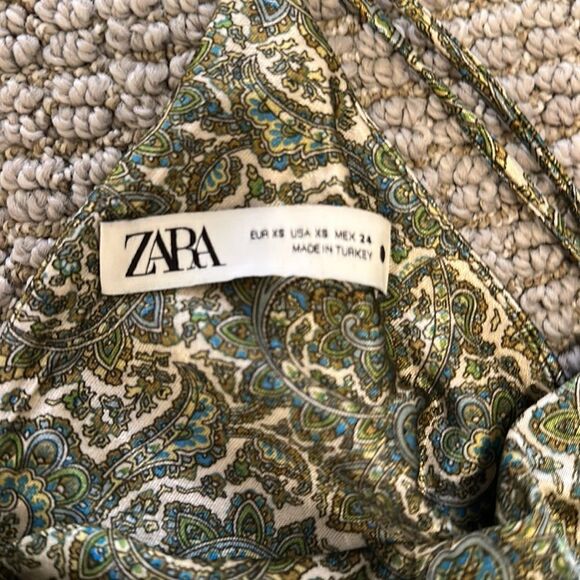 ZARA
EUR XS USA XS MEX 24
MADE IN TURKEY